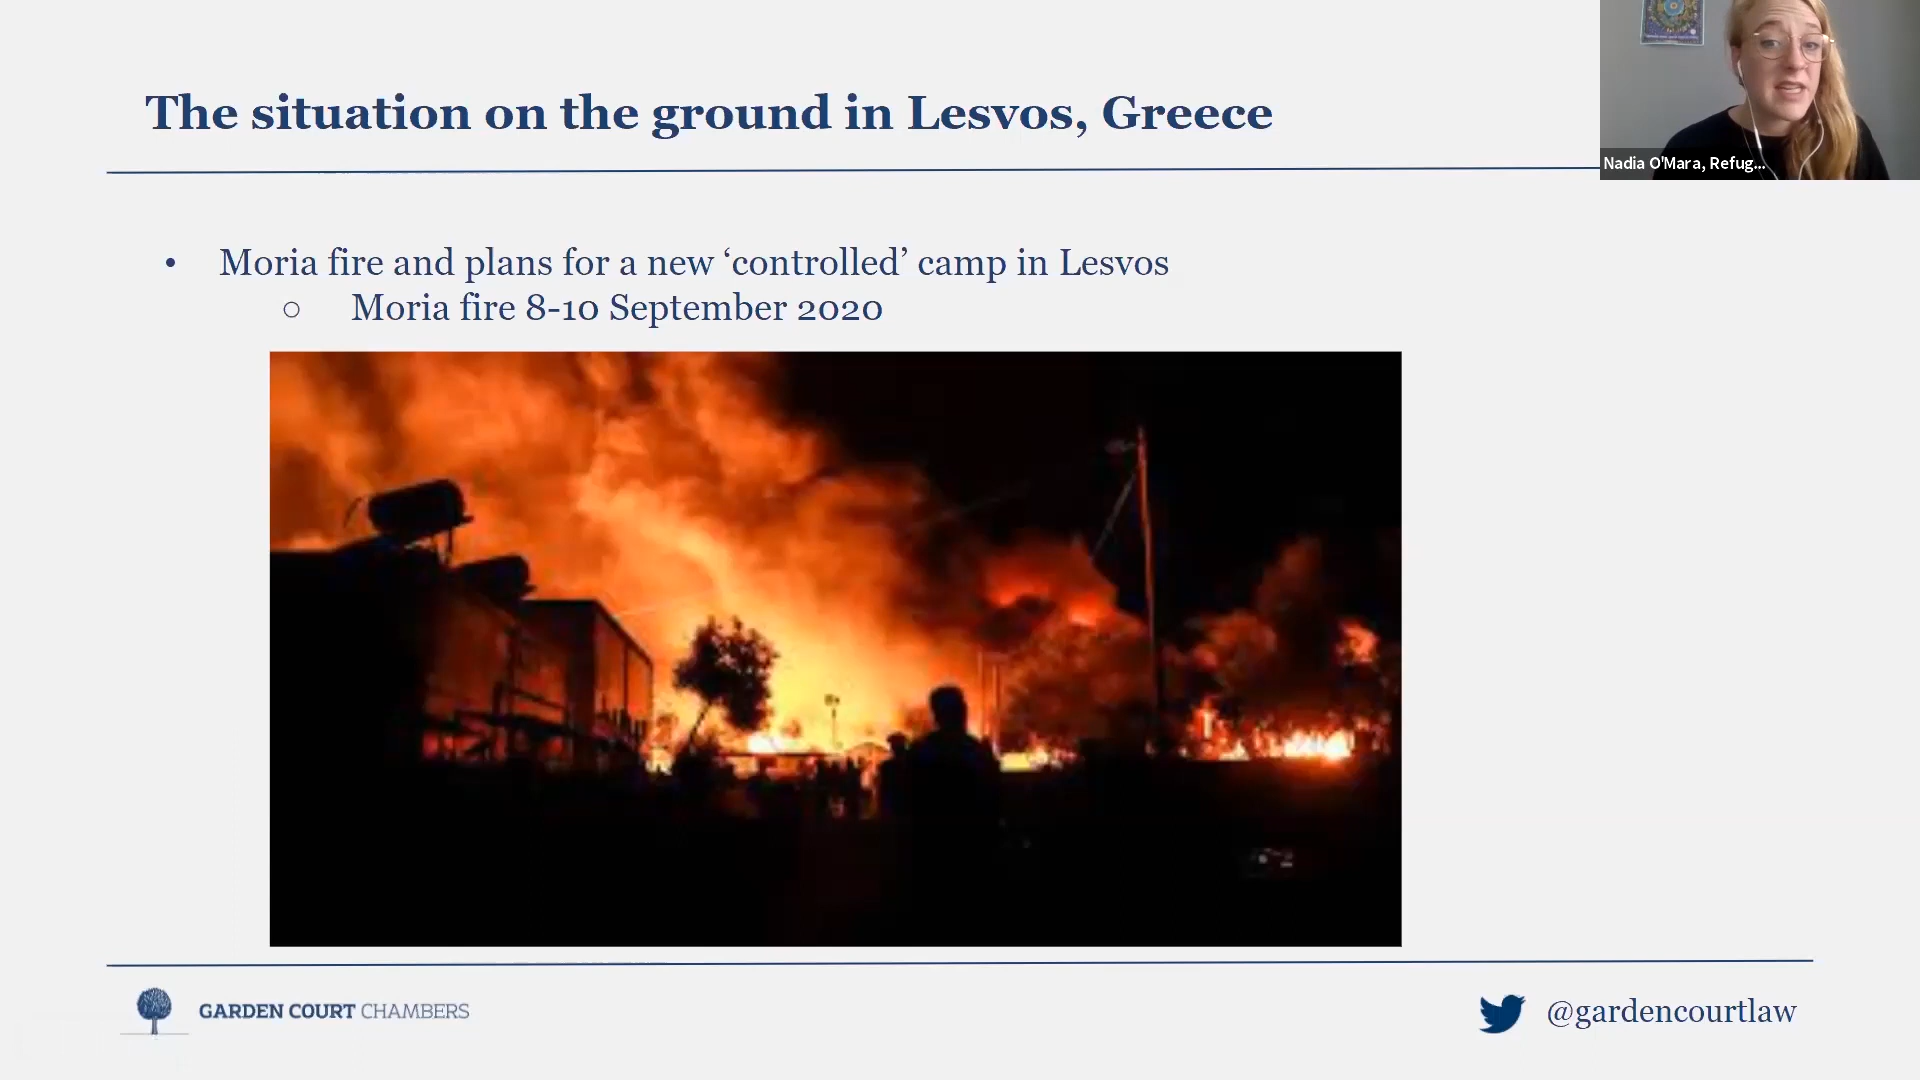 The situation on the ground in Lesvos, Greece
Nadia O'Mara, Refug...
• Moria fire and plans for a new ‘controlled’ camp in Lesvos
○ Moria fire 8-10 September 2020
GARDEN COURT CHAMBERS
@gardencourtlaw